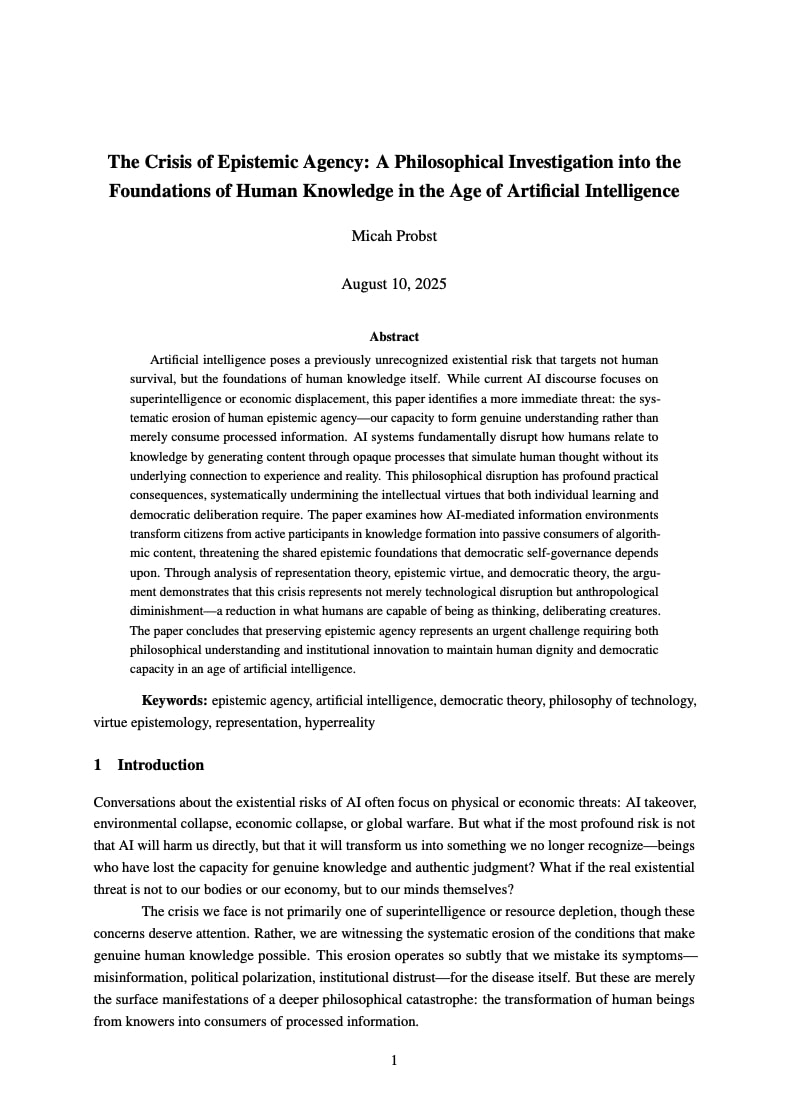 The Crisis of Epistemic Agency: A Philosophical Investigation into the
Foundations of Human Knowledge in the Age of Artificial Intelligence
Micah Probst
August 10, 2025
Abstract
Artificial intelligence poses a previously unrecognized existential risk that targets not human
survival, but the foundations of human knowledge itself. While current AI discourse focuses on
superintelligence or economic displacement, this paper identifies a more immediate threat: the sys-
tematic erosion of human epistemic agency—our capacity to form genuine understanding rather than
merely consume processed information. AI systems fundamentally disrupt how humans relate to
knowledge by generating content through opaque processes that simulate human thought without its
underlying connection to experience and reality. This philosophical disruption has profound practical
consequences, systematically undermining the intellectual virtues that both individual learning and
democratic deliberation require. The paper examines how AI-mediated information environments
transform citizens from active participants in knowledge formation into passive consumers of algorith-
mic content, threatening the shared epistemic foundations that democratic self-governance depends
upon. Through analysis of representation theory, epistemic virtue, and democratic theory, the argu-
ment demonstrates that this crisis represents not merely technological disruption but anthropological
diminishment—a reduction in what humans are capable of being as thinking, deliberating creatures.
The paper concludes that preserving epistemic agency represents an urgent challenge requiring both
philosophical understanding and institutional innovation to maintain human dignity and democratic
capacity in an age of artificial intelligence.
Keywords: epistemic agency, artificial intelligence, democratic theory, philosophy of technology,
virtue epistemology, representation, hyperreality
1 Introduction
Conversations about the existential risks of AI often focus on physical or economic threats: AI takeover,
environmental collapse, economic collapse, or global warfare. But what if the most profound risk is not
that AI will harm us directly, but that it will transform us into something we no longer recognize—beings
who have lost the capacity for genuine knowledge and authentic judgment? What if the real existential
threat is not to our bodies or our economy, but to our minds themselves?
The crisis we face is not primarily one of superintelligence or resource depletion, though these
concerns deserve attention. Rather, we are witnessing the systematic erosion of the conditions that make
genuine human knowledge possible. This erosion operates so subtly that we mistake its symptoms—
misinformation, political polarization, institutional distrust—for the disease itself. But these are merely
the surface manifestations of a deeper philosophical catastrophe: the transformation of human beings
from knowers into consumers of processed information.
1